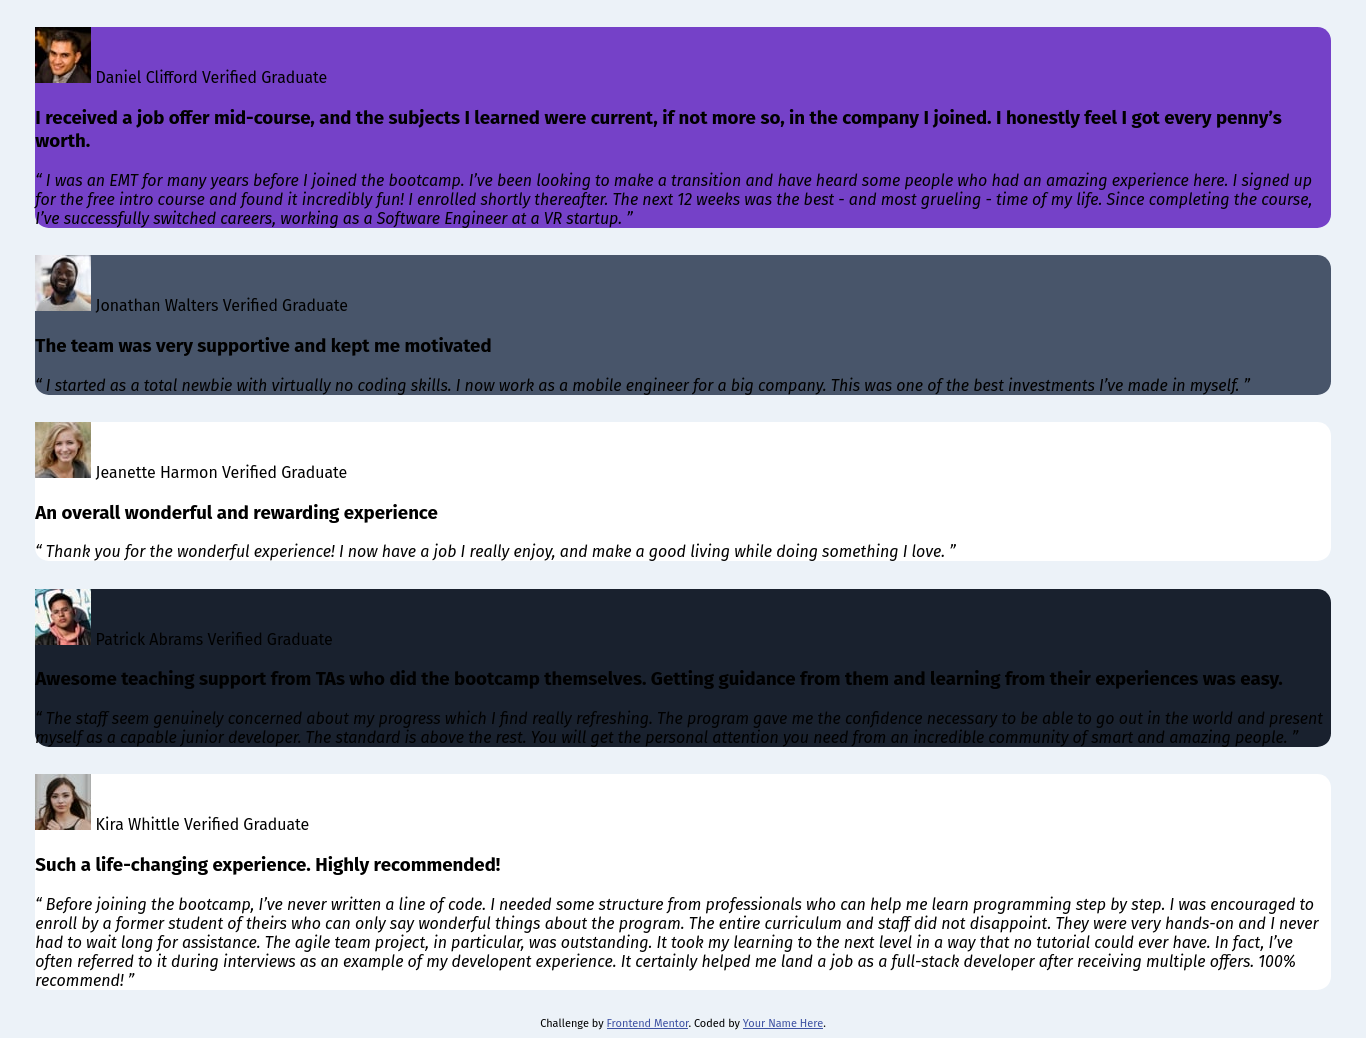 Daniel Clifford Verified Graduate
I received a job offer mid-course, and the subjects I learned were current, if not more so, in the company I joined. I honestly feel I got every penny’s
worth.
“ I was an EMT for many years before I joined the bootcamp. I’ve been looking to make a transition and have heard some people who had an amazing experience here. I signed up
for the free intro course and found it incredibly fun! I enrolled shortly thereafter. The next 12 weeks was the best - and most grueling - time of my life. Since completing the course,
I’ve successfully switched careers, working as a Software Engineer at a VR startup. ”
Jonathan Walters Verified Graduate
The team was very supportive and kept me motivated
“ I started as a total newbie with virtually no coding skills. I now work as a mobile engineer for a big company. This was one of the best investments I’ve made in myself. ”
Jeanette Harmon Verified Graduate
An overall wonderful and rewarding experience
“ Thank you for the wonderful experience! I now have a job I really enjoy, and make a good living while doing something I love. ”
Patrick Abrams Verified Graduate
Awesome teaching support from TAs who did the bootcamp themselves. Getting guidance from them and learning from their experiences was easy.
“ The staff seem genuinely concerned about my progress which I find really refreshing. The program gave me the confidence necessary to be able to go out in the world and present
myself as a capable junior developer. The standard is above the rest. You will get the personal attention you need from an incredible community of smart and amazing people. ”
Kira Whittle Verified Graduate
Such a life-changing experience. Highly recommended!
“ Before joining the bootcamp, I’ve never written a line of code. I needed some structure from professionals who can help me learn programming step by step. I was encouraged to
enroll by a former student of theirs who can only say wonderful things about the program. The entire curriculum and staff did not disappoint. They were very hands-on and I never
had to wait long for assistance. The agile team project, in particular, was outstanding. It took my learning to the next level in a way that no tutorial could ever have. In fact, I’ve
often referred to it during interviews as an example of my developent experience. It certainly helped me land a job as a full-stack developer after receiving multiple offers. 100%
recommend! ”
Challenge by Frontend Mentor. Coded by Your Name Here.